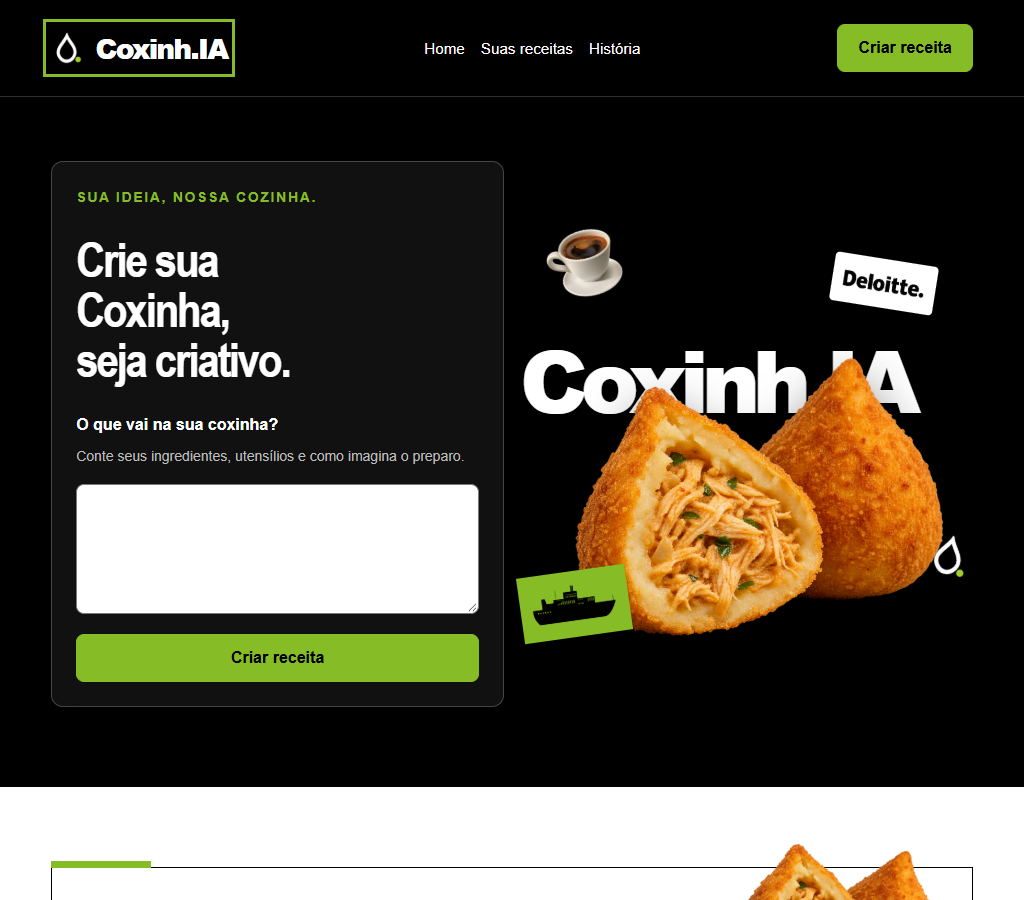 Coxinh.IA
Home
Suas receitas
História
Criar receita
SUA IDEIA, NOSSA COZINHA.
Crie sua
Coxinha,
seja criativo.
O que vai na sua coxinha?
Conte seus ingredientes, utensílios e como imagina o preparo.
Criar receita
Deloitte.
Coxinh.IA